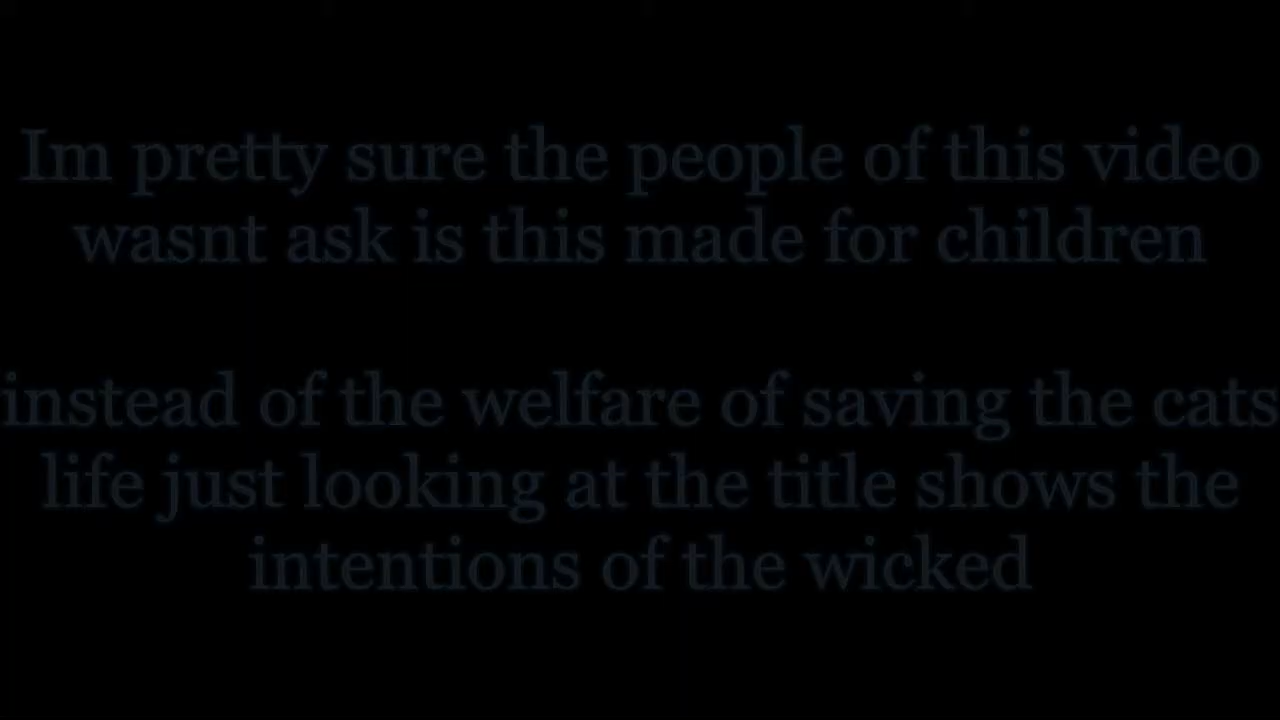 Im pretty sure the people of this video
wasnt ask is this made for children
instead of the welfare of saving the cats
life just looking at the title shows the
intentions of the wicked